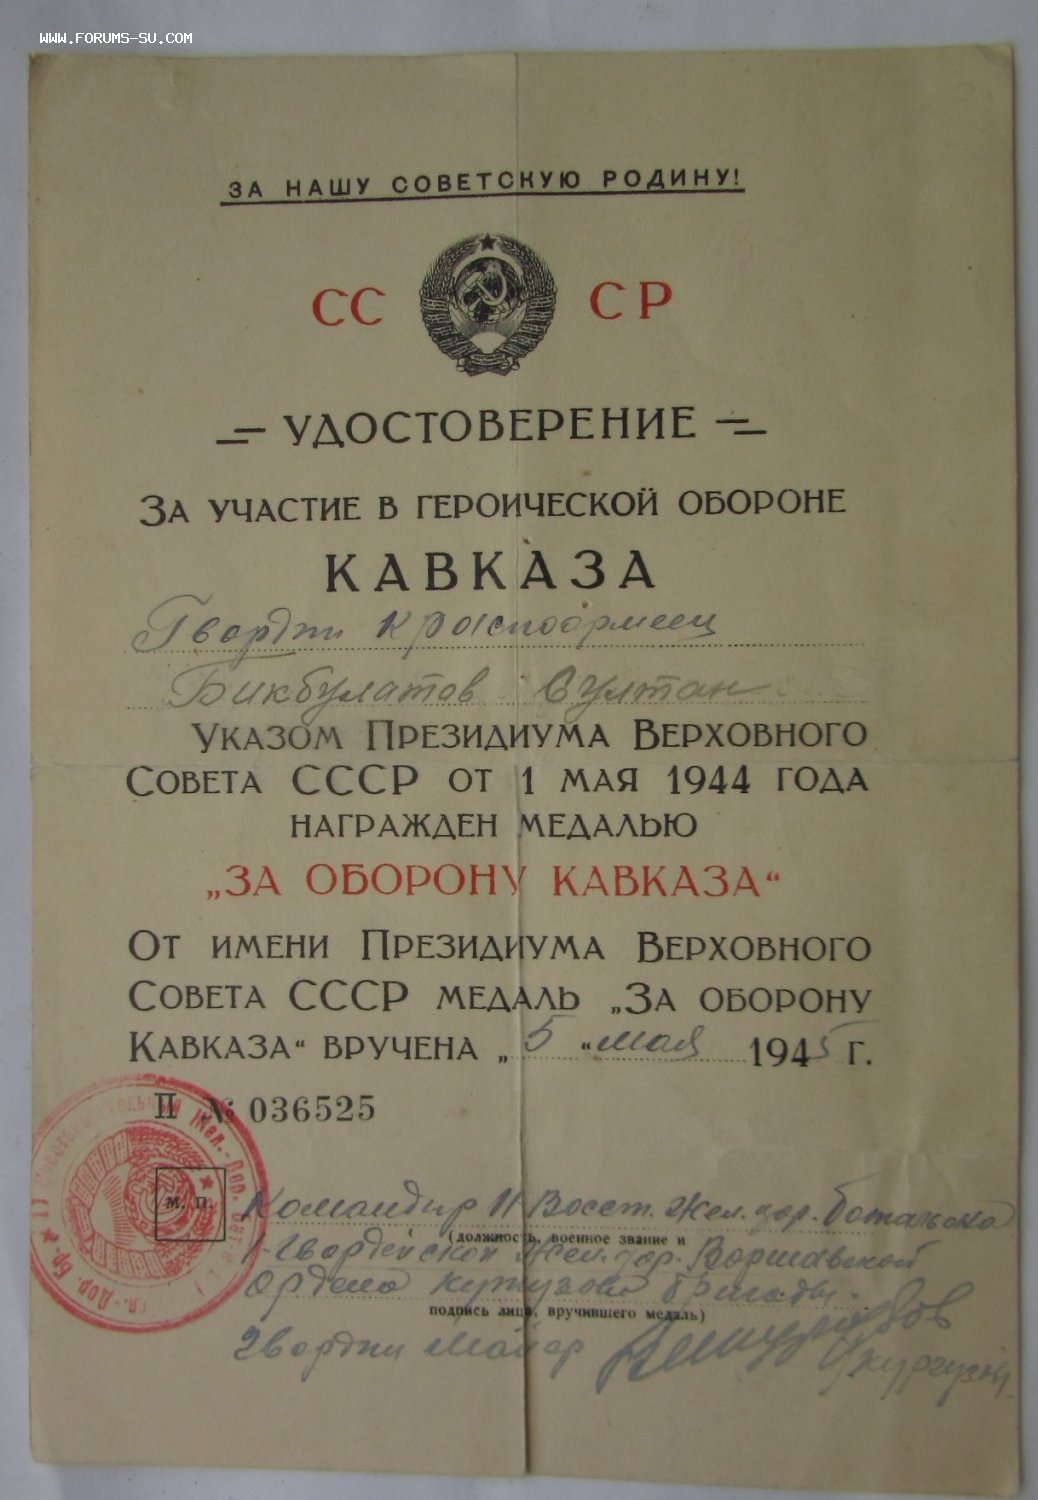 WWW.FORUMS-SU.COM
ЗА НАШУ СОВЕТСКУЮ РОДИНУ!
СС СР
УДОСТОВЕРЕНИЕ
ЗА УЧАСТИЕ В ГЕРОИЧЕСКОЙ ОБОРОНЕ
КАВКАЗА
Гвардии красноармеец
Бикбулатов Султан
УКАЗОМ ПРЕЗИДИУМА ВЕРХОВНОГО
СОВЕТА СССР ОТ 1 МАЯ 1944 ГОДА
НАГРАЖДЕН МЕДАЛЬЮ
„ЗА ОБОРОНУ КАВКАЗА“
ОТ ИМЕНИ ПРЕЗИДИУМА ВЕРХОВНОГО
СОВЕТА СССР МЕДАЛЬ „ЗА ОБОРОНУ
КАВКАЗА“ ВРУЧЕНА „5“ мая 1945 Г.
П № 036525
М. П.
Командир 11 Восст. Жел. дор. батальона
(должность, военное звание и
1-Гвардейской Жел. дор. Варшавской
Ордена Кутузова бригады.
подпись лица, вручившего медаль)
Гвардии Майор